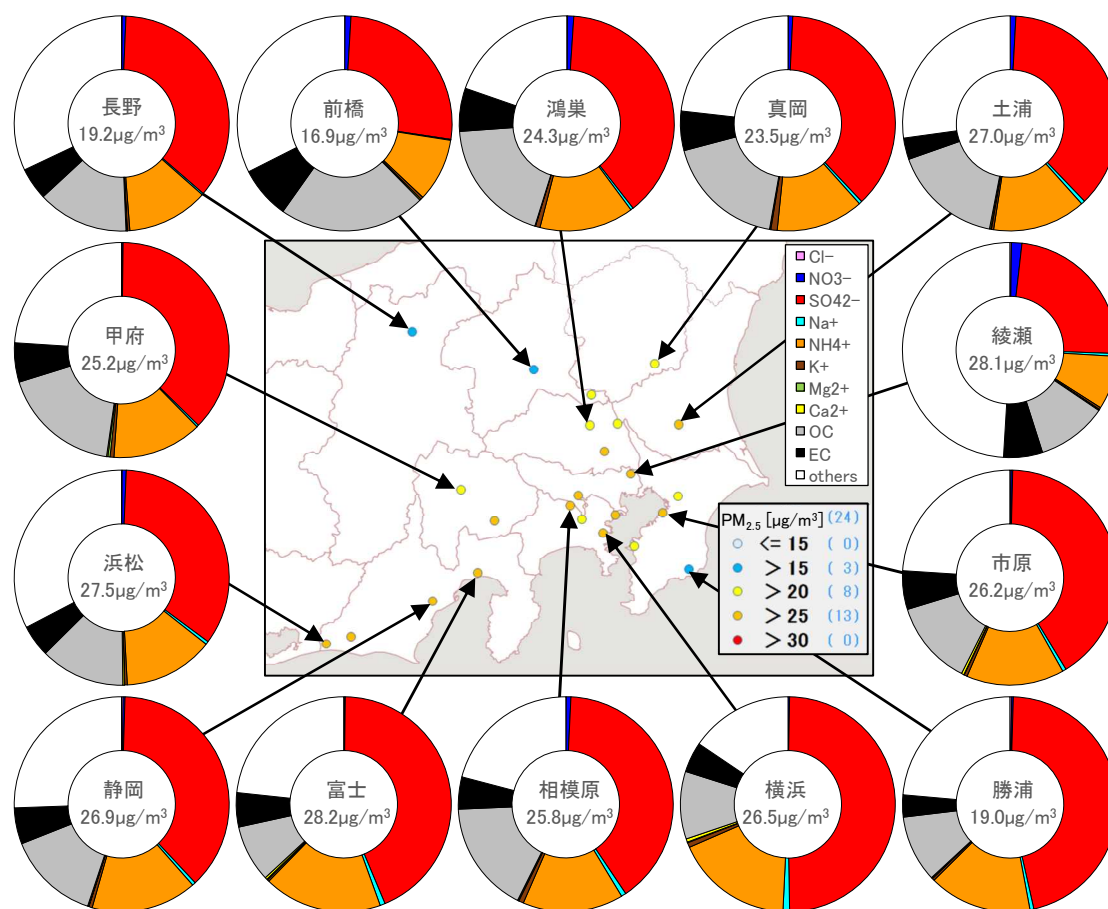 長野
19.2μg/m³
前橋
16.9μg/m³
鴻巣
24.3μg/m³
真岡
23.5μg/m³
土浦
27.0μg/m³
甲府
25.2μg/m³
Cl-
NO3-
SO42-
Na+
NH4+
K+
Mg2+
Ca2+
OC
EC
others
綾瀬
28.1μg/m³
浜松
27.5μg/m³
PM2.5 [μg/m³] (24)
<= 15 ( 0)
> 15 ( 3)
> 20 ( 8)
> 25 (13)
> 30 ( 0)
市原
26.2μg/m³
静岡
26.9μg/m³
富士
28.2μg/m³
相模原
25.8μg/m³
横浜
26.5μg/m³
勝浦
19.0μg/m³